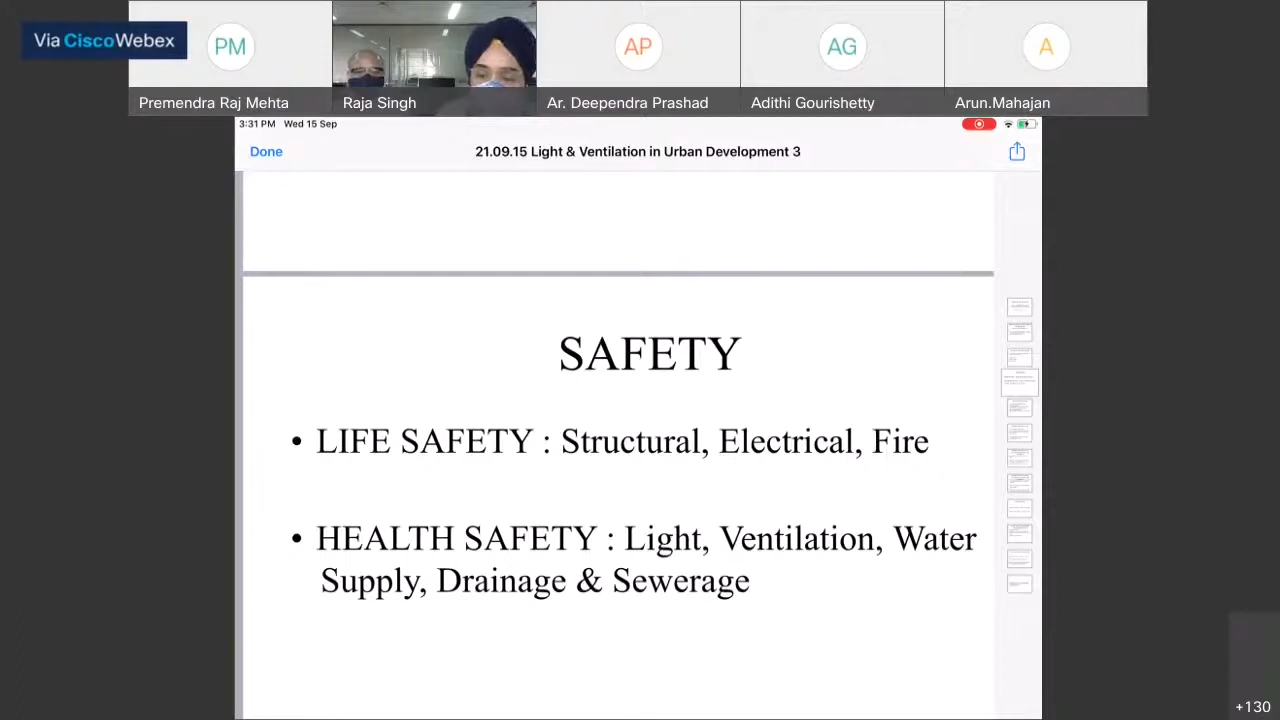 Via CiscoWebex
PM
AP
AG
A
Premendra Raj Mehta
Raja Singh
Ar. Deependra Prashad
Adithi Gourishetty
Arun.Mahajan
3:31 PM Wed 15 Sep
Done
21.09.15 Light & Ventilation in Urban Development 3
SAFETY
• LIFE SAFETY : Structural, Electrical, Fire
• HEALTH SAFETY : Light, Ventilation, Water
Supply, Drainage & Sewerage
+130